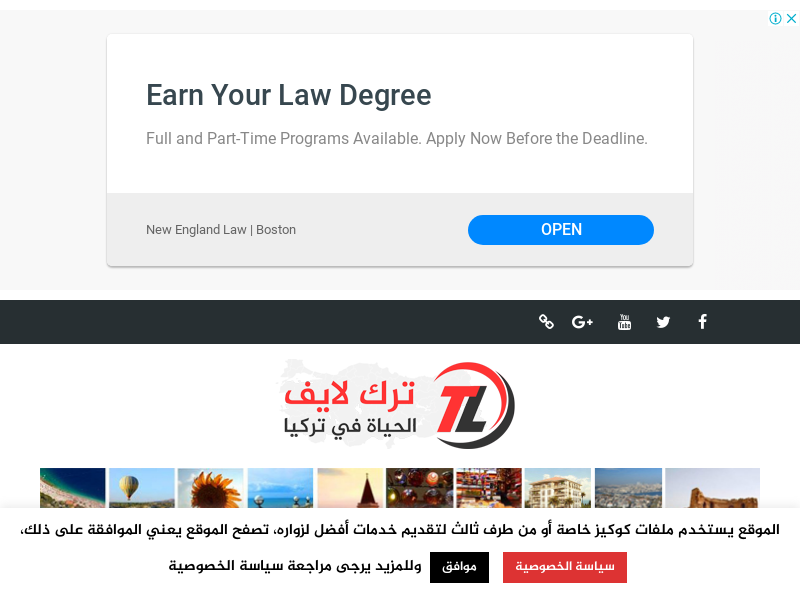 Earn Your Law Degree
Full and Part-Time Programs Available. Apply Now Before the Deadline.
New England Law | Boston
OPEN
You
Tube
ترك لايف
الحياة في تركيا
TL
الموقع يستخدم ملفات كوكيز خاصة أو من طرف ثالث لتقديم خدمات أفضل لزواره، تصفح الموقع يعني الموافقة على ذلك،
وللمزيد يرجى مراجعة سياسة الخصوصية موافق سياسة الخصوصية